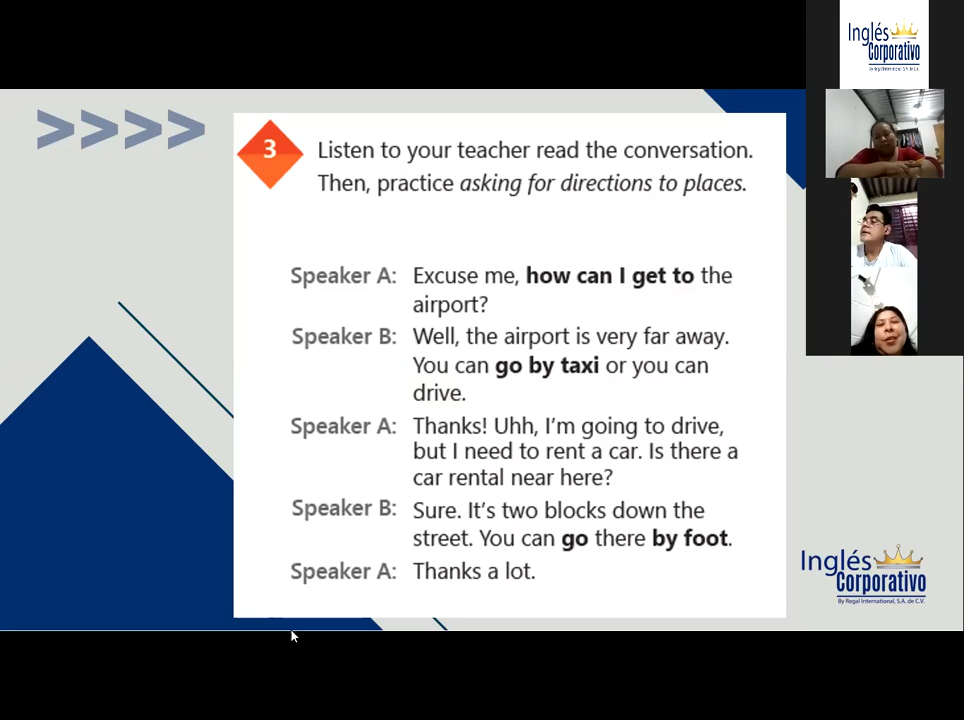 Inglés
Corporativo
By Regal International, S.A. de C.V.
>>>>
3
Listen to your teacher read the conversation.
Then, practice asking for directions to places.
Speaker A: Excuse me, how can I get to the
airport?
Speaker B: Well, the airport is very far away.
You can go by taxi or you can
drive.
Speaker A: Thanks! Uhh, I'm going to drive,
but I need to rent a car. Is there a
car rental near here?
Speaker B: Sure. It's two blocks down the
street. You can go there by foot.
Speaker A: Thanks a lot.
Inglés
Corporativo
By Regal International, S.A. de C.V.